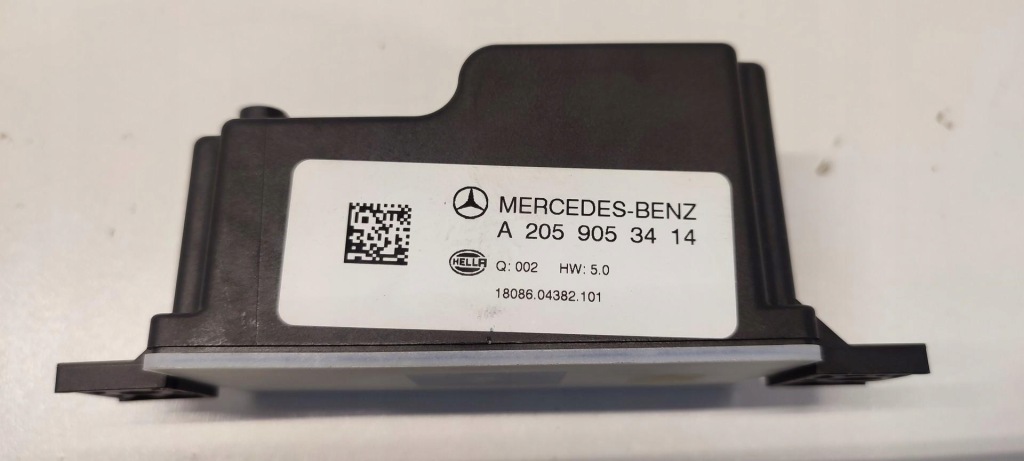 MERCEDES-BENZ
A 205 905 34 14
HELLA
Q: 002 HW: 5.0
18086.04382.101